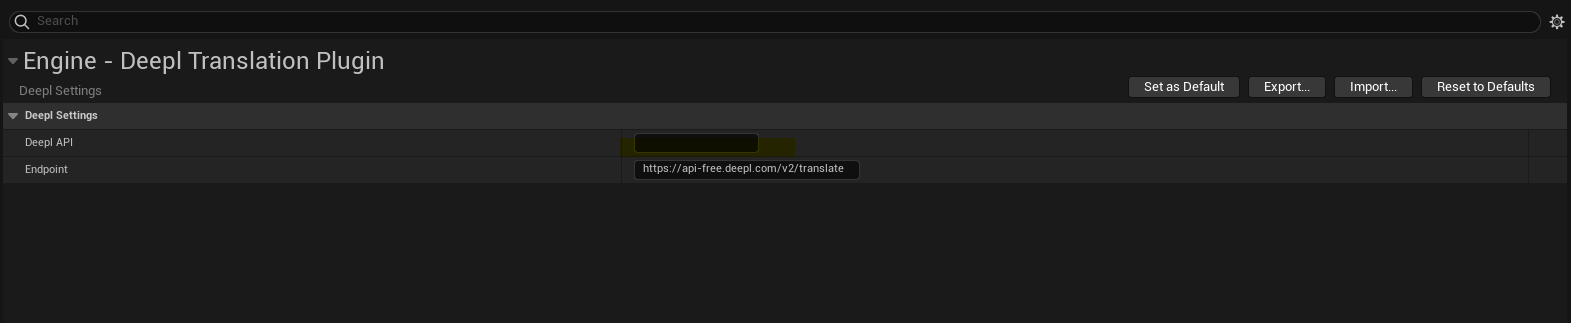 Search
Engine - Deepl Translation Plugin
Deepl Settings
Set as Default
Export...
Import...
Reset to Defaults
Deepl Settings
Deepl API
Endpoint
https://api-free.deepl.com/v2/translate